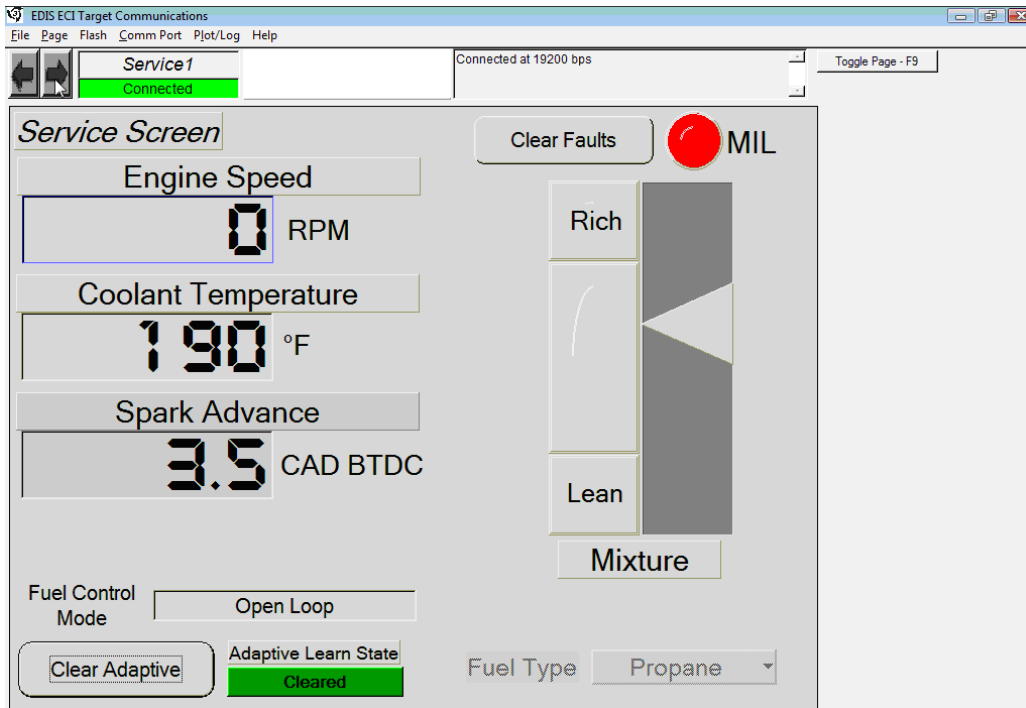 EDIS ECI Target Communications
File Page Flash Comm Port Plot/Log Help
Service1
Connected
Connected at 19200 bps
Toggle Page - F9
Service Screen
Clear Faults
MIL
Engine Speed
0 RPM
Rich
Coolant Temperature
190 °F
Spark Advance
3.5 CAD BTDC
Lean
Mixture
Fuel Control
Mode
Open Loop
Clear Adaptive
Adaptive Learn State
Cleared
Fuel Type
Propane